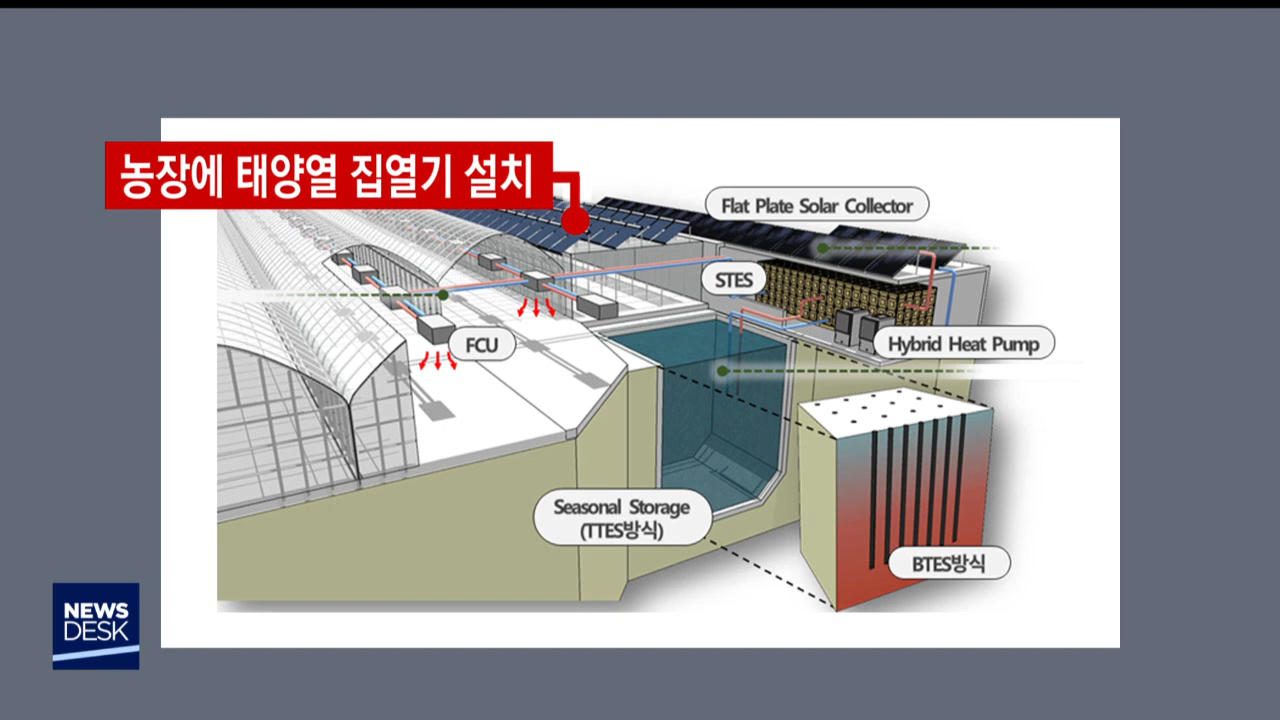 농장에 태양열 집열기 설치
Flat Plate Solar Collector
STES
FCU
Hybrid Heat Pump
Seasonal Storage
(TTES방식)
BTES방식
NEWS
DESK